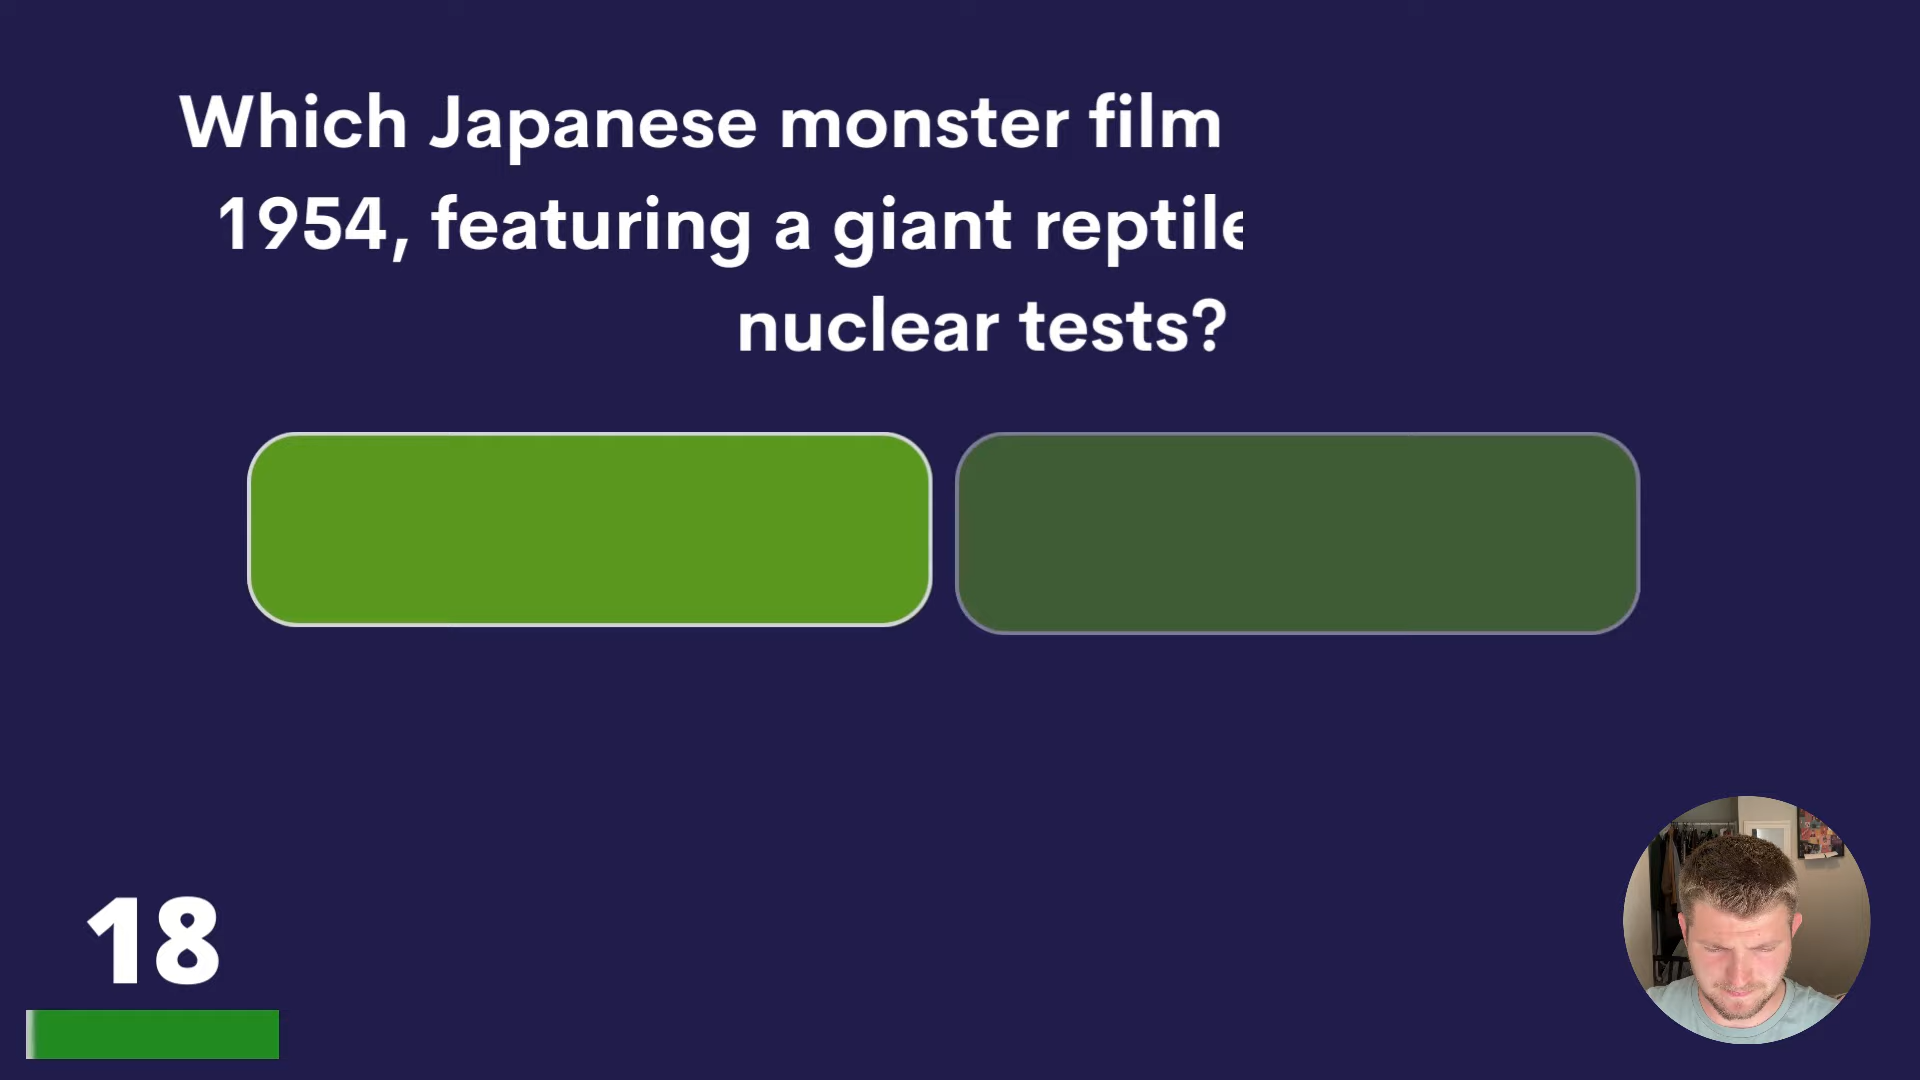 Which Japanese monster film
1954, featuring a giant reptile
nuclear tests?
18